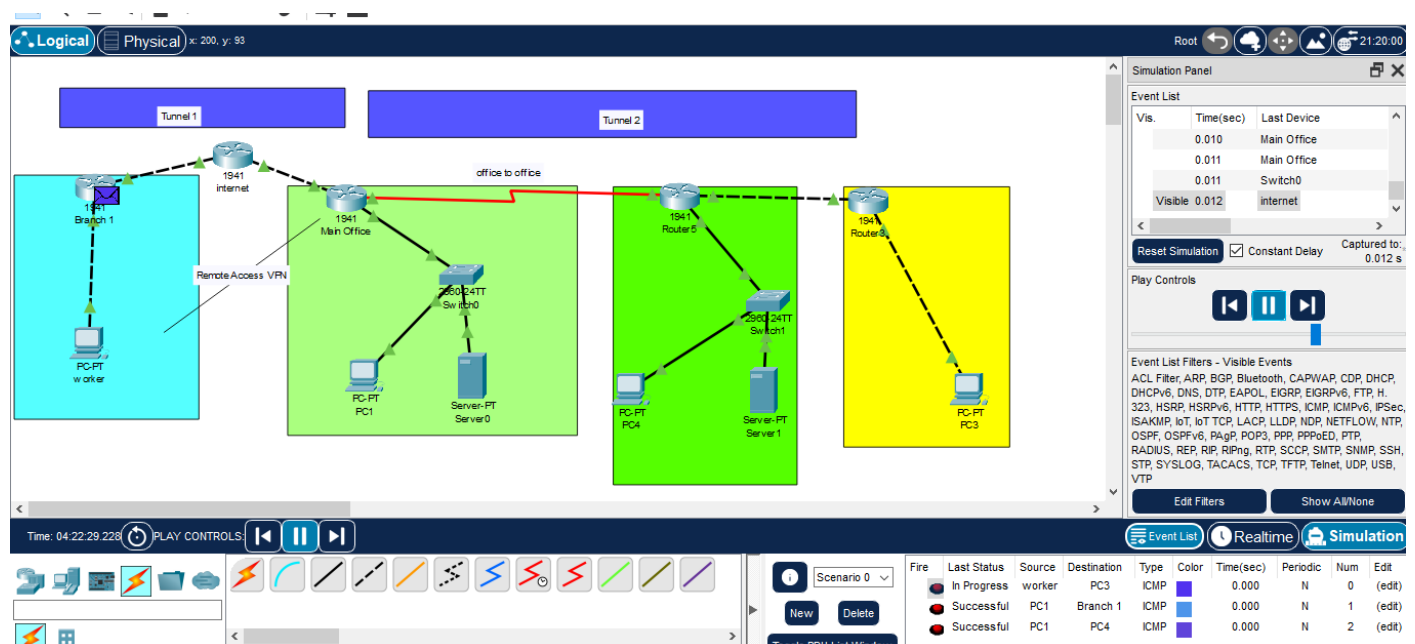 Logical
Physical
x: 200, y: 93
Root
21:20:00
Tunnel 1
Tunnel 2
1941
internet
office to office
1941
Branch 1
1941
Main Office
1941
Router5
1941
Remote Access VPN
2960-24TT
Switch0
2960-24TT
Switch1
PC-PT
worker
PC-PT
PC1
Server-PT
Server0
PC-PT
PC4
Server-PT
Server1
PC-PT
PC3
Simulation Panel
Event List
Vis. Time(sec) Last Device
0.010 Main Office
0.011 Main Office
0.011 Switch0
Visible 0.012 internet
Reset Simulation
Constant Delay
Captured to:
0.012 s
Play Controls
Event List Filters - Visible Events
ACL Filter, ARP, BGP, Bluetooth, CAPWAP, CDP, DHCP,
DHCPv6, DNS, DTP, EAPOL, EIGRP, EIGRPv6, FTP, H.
323, HSRP, HSRPv6, HTTP, HTTPS, ICMP, ICMPv6, IPSec,
ISAKMP, IoT, IoT TCP, LACP, LLDP, NDP, NETFLOW, NTP,
OSPF, OSPFv6, PAgP, POP3, PPP, PPPoED, PTP,
RADIUS, REP, RIP, RIPng, RTP, SCCP, SMTP, SNMP, SSH,
STP, SYSLOG, TACACS, TCP, TFTP, Telnet, UDP, USB,
VTP
Edit Filters
Show All/None
Time: 04:22:29.228
PLAY CONTROLS:
Event List
Realtime
Simulation
Scenario 0
New
Delete
Fire Last Status Source Destination Type Color Time(sec) Periodic Num Edit
In Progress worker PC3 ICMP 0.000 N 0 (edit)
Successful PC1 Branch 1 ICMP 0.000 N 1 (edit)
Successful PC1 PC4 ICMP 0.000 N 2 (edit)